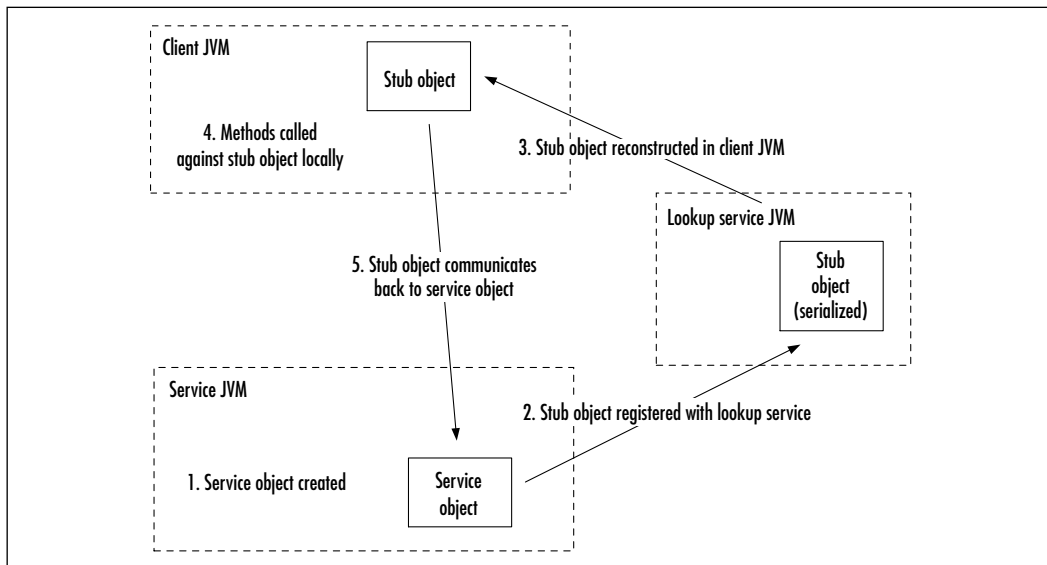 Client JVM
Stub object
4. Methods called
against stub object locally
3. Stub object reconstructed in client JVM
Lookup service JVM
Stub
object
(serialized)
5. Stub object communicates
back to service object
Service JVM
2. Stub object registered with lookup service
1. Service object created
Service
object